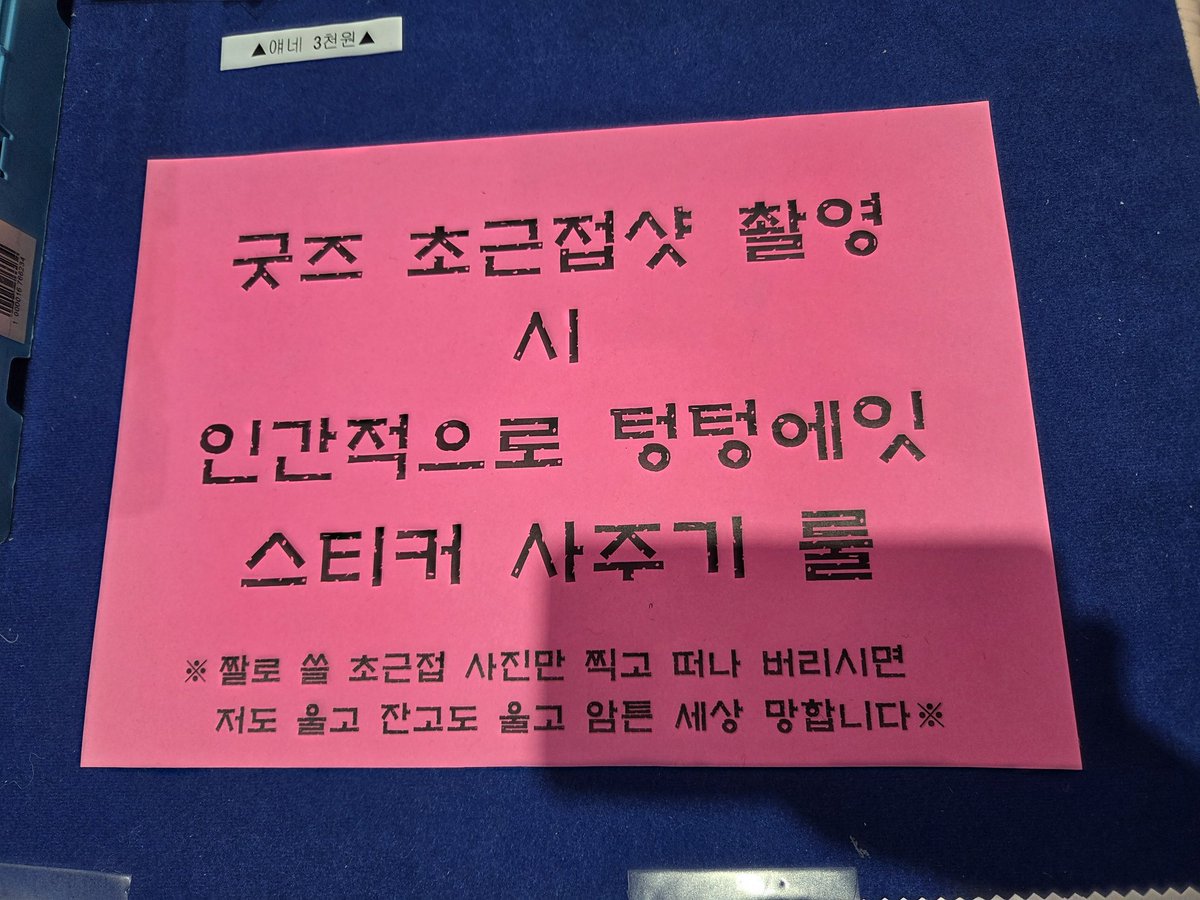 ▲얘네 3천원▲
굿즈 초근접샷 촬영
시
인간적으로 텅텅에잇
스티커 사주기 룰
※ 짤로 쓸 초근접 사진만 찍고 떠나 버리시면
저도 울고 잔고도 울고 암튼 세상 망합니다※
1 000016 766234